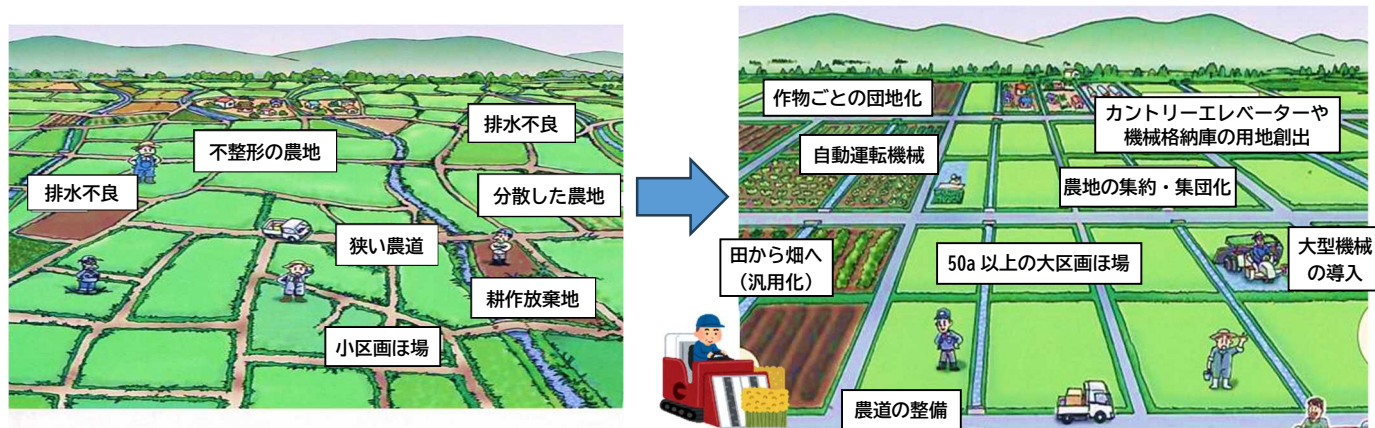 排水不良
不整形の農地
排水不良
分散した農地
狭い農道
耕作放棄地
小区画ほ場
作物ごとの団地化
カントリーエレベーターや
機械格納庫の用地創出
自動運転機械
農地の集約・集団化
田から畑へ
（汎用化）
50a 以上の大区画ほ場
大型機械
の導入
農道の整備